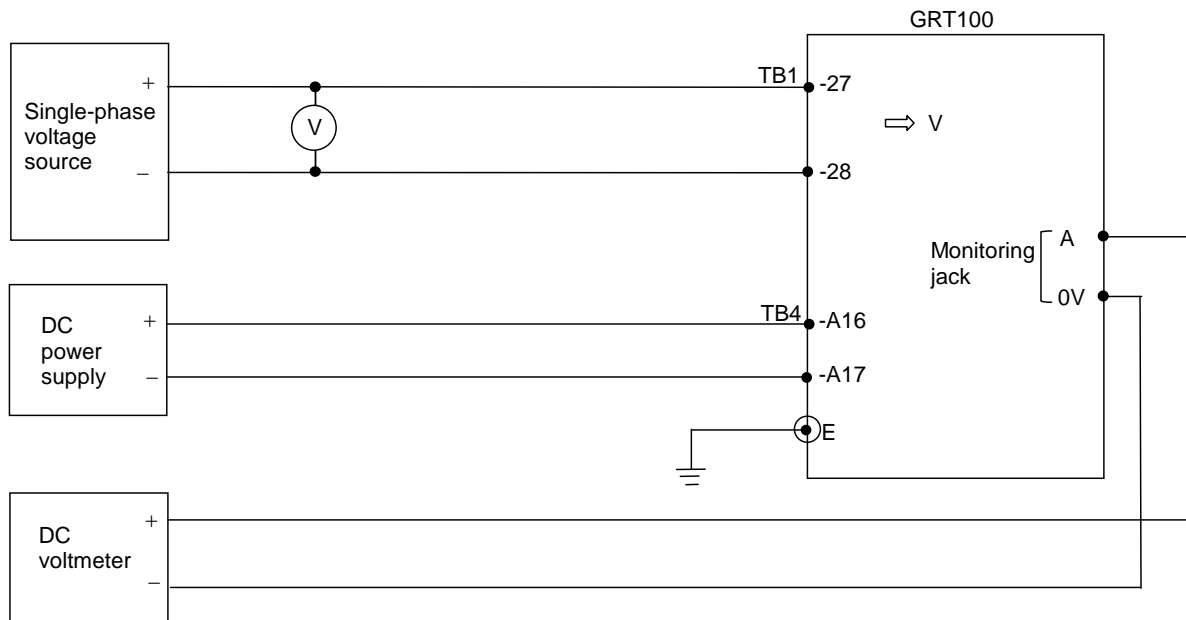 GRT100
Single-phase
voltage
source
+
−
V
TB1
-27
-28
V
Monitoring
jack
A
0V
DC
power
supply
+
−
TB4
-A16
-A17
E
DC
voltmeter
+
−